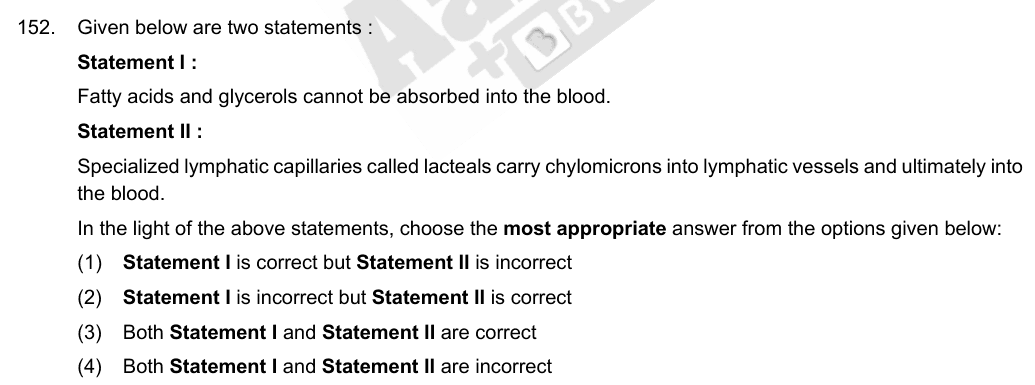 152. Given below are two statements :
Statement I :
Fatty acids and glycerols cannot be absorbed into the blood.
Statement II :
Specialized lymphatic capillaries called lacteals carry chylomicrons into lymphatic vessels and ultimately into
the blood.
In the light of the above statements, choose the most appropriate answer from the options given below:
(1) Statement I is correct but Statement II is incorrect
(2) Statement I is incorrect but Statement II is correct
(3) Both Statement I and Statement II are correct
(4) Both Statement I and Statement II are incorrect